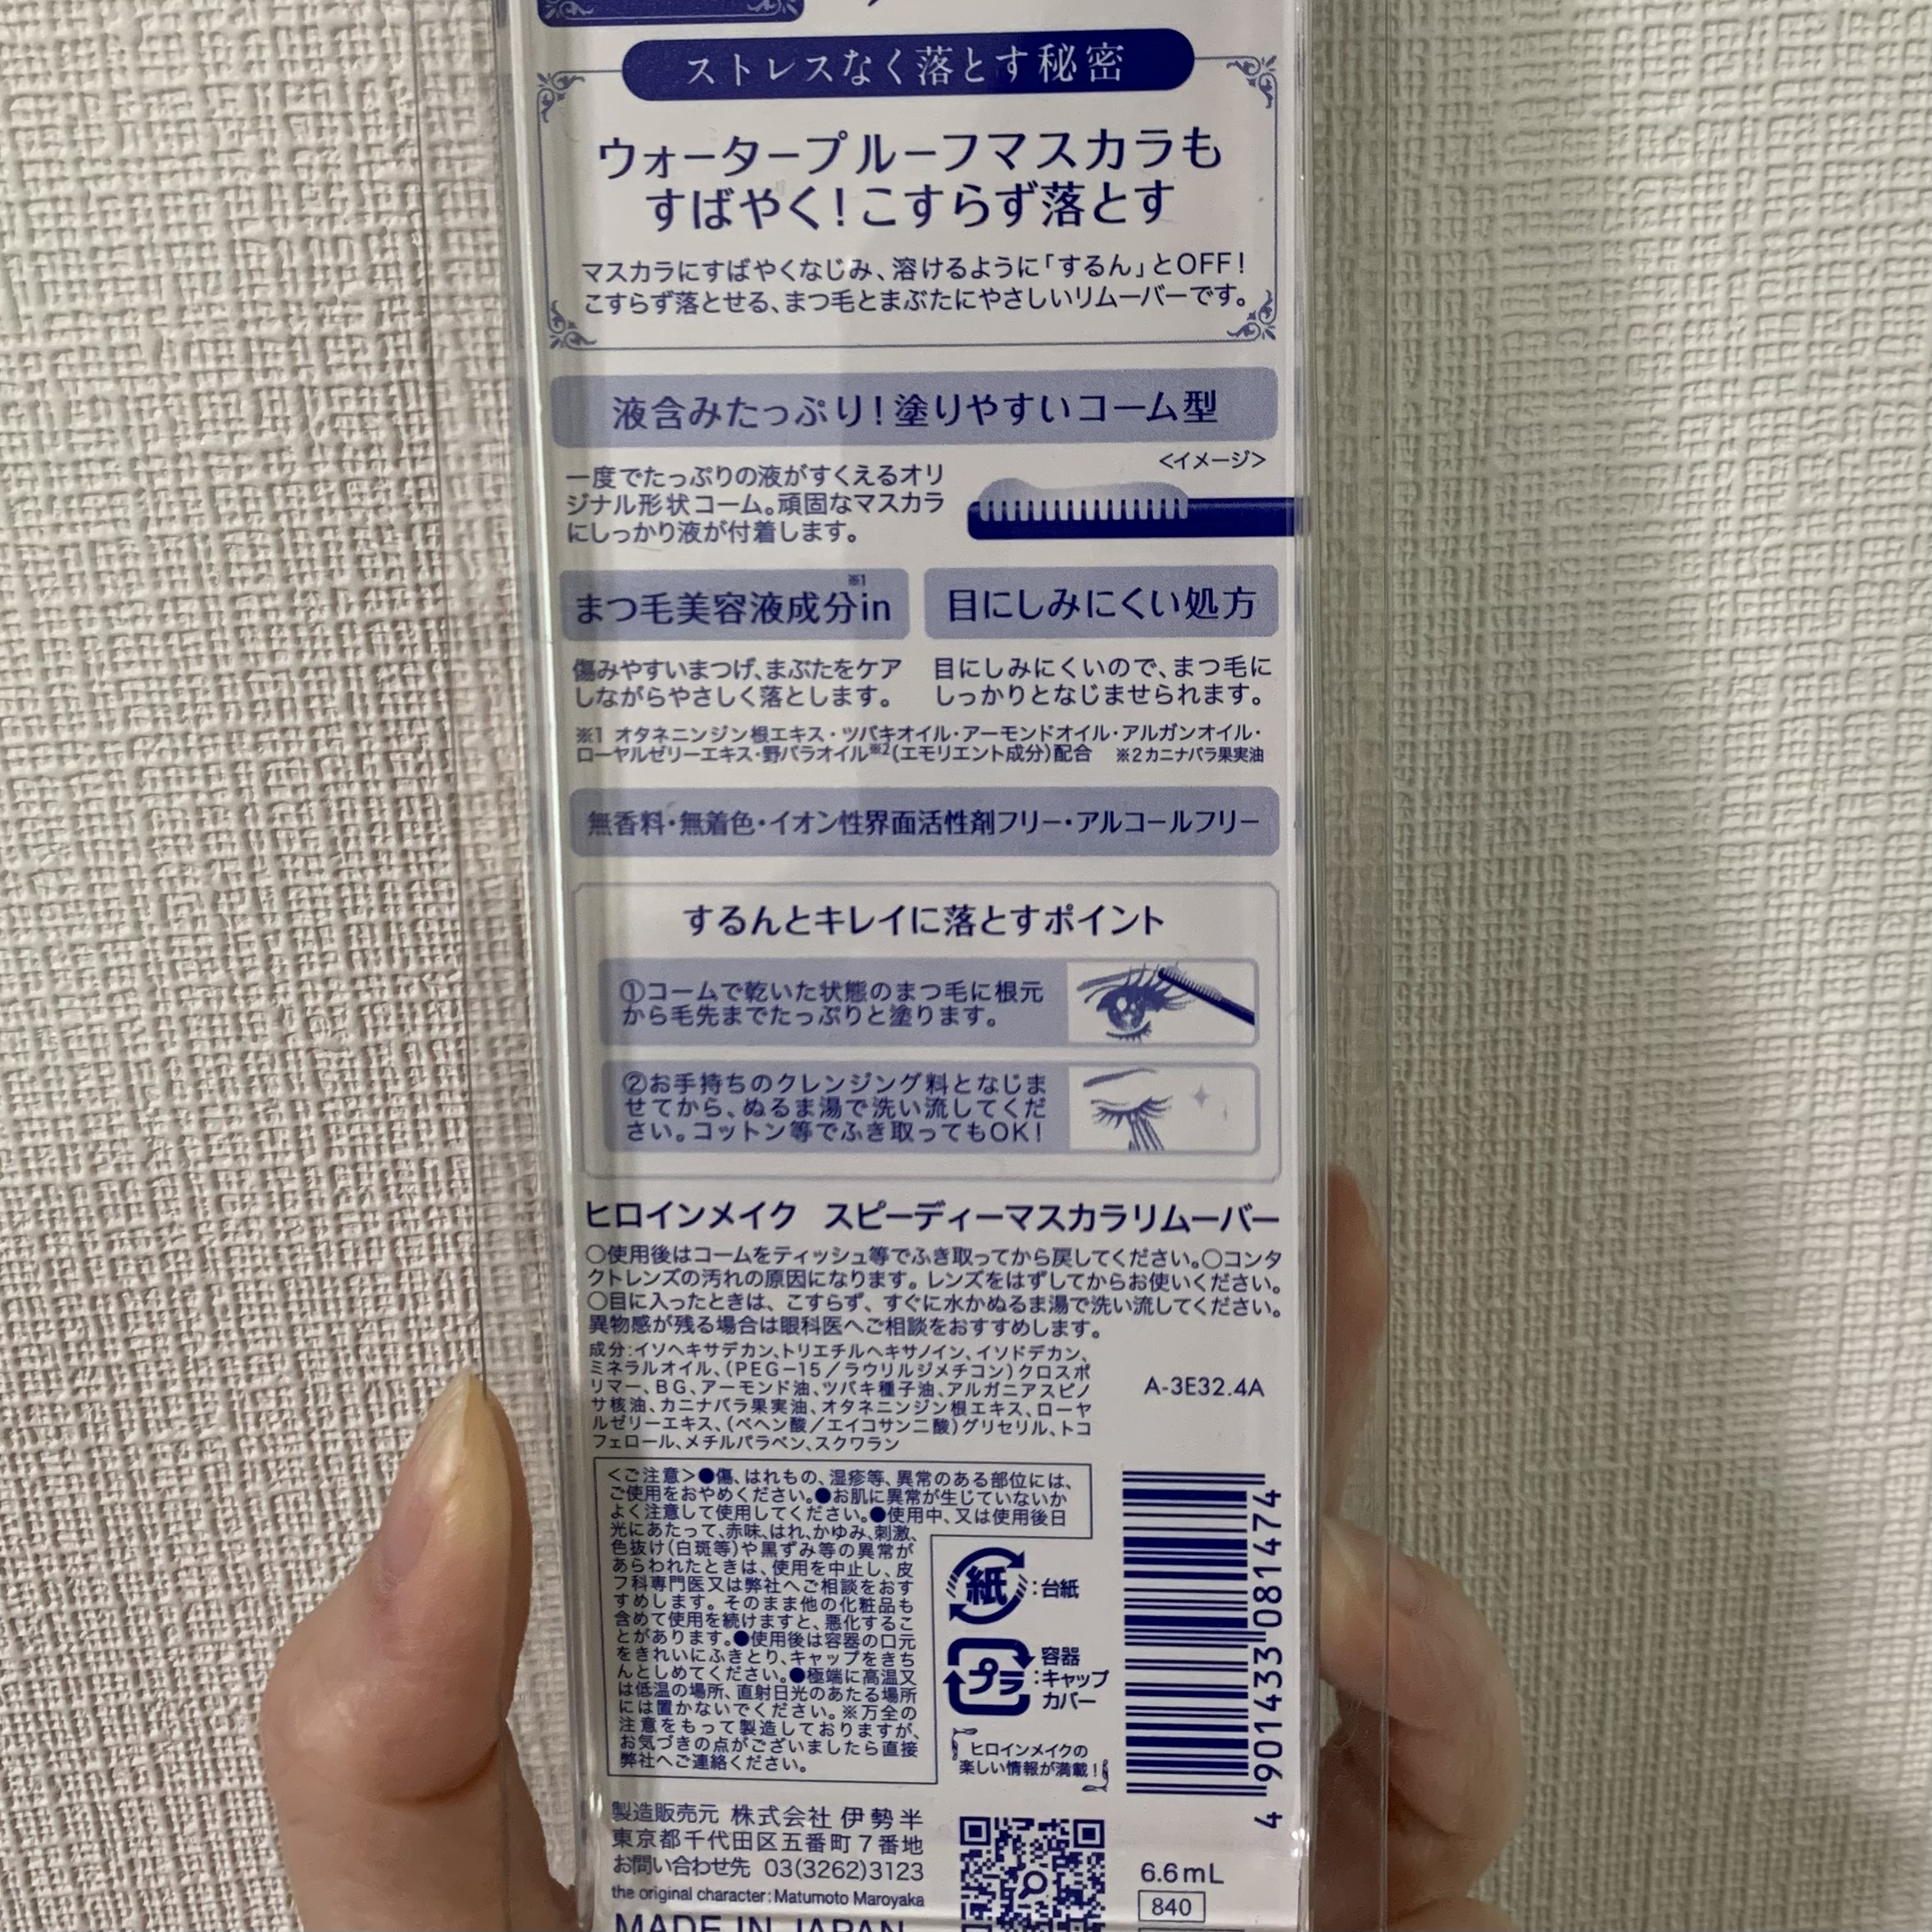 ストレスなく落とす秘密
ウォータープルーフマスカラも
すばやく!こすらず落とす
マスカラにすばやくなじみ、溶けるように「するん」とOFF!
こすらず落とせる、まつ毛とまぶたにやさしいリムーバーです。
液含みたっぷり!塗りやすいコーム型
<イメージ>
一度でたっぷりの液がすくえるオリ
ジナル形状コーム。頑固なマスカラ
にしっかり液が付着します。
まつ毛美容液成分※1in
傷みやすいまつげ、まぶたをケア
しながらやさしく落とします。
目にしみにくい処方
目にしみにくいので、まつ毛に
しっかりとなじませられます。
※1 オタネニンジン根エキス・ツバキオイル・アーモンドオイル・アルガンオイル・
ローヤルゼリーエキス・野バラオイル※2(エモリエント成分)配合 ※2カニナバラ果実油
無香料・無着色・イオン性界面活性剤フリー・アルコールフリー
するんとキレイに落とすポイント
①コームで乾いた状態のまつ毛に根元
から毛先までたっぷりと塗ります。
②お手持ちのクレンジング料となじま
せてから、ぬるま湯で洗い流してくだ
さい。コットン等でふき取ってもOK!
ヒロインメイク スピーディーマスカラリムーバー
○使用後はコームをティッシュ等でふき取ってから戻してください。○コンタ
クトレンズの汚れの原因になります。レンズをはずしてからお使いください。
○目に入ったときは、こすらず、すぐに水かぬるま湯で洗い流してください。
異物感が残る場合は眼科医へご相談をおすすめします。
成分:イソヘキサデカン、トリエチルヘキサノイン、イソドデカン、
ミネラルオイル、(PEG-15/ラウリルジメチコン)クロスポ
リマー、BG、アーモンド油、ツバキ種子油、アルガニアスピノ
サ核油、カニナバラ果実油、オタネニンジン根エキス、ローヤ
ルゼリーエキス、(ベヘン酸/エイコサン二酸)グリセリル、トコ
フェロール、メチルパラベン、スクワラン
A-3E32.4A
<ご注意>●傷、はれもの、湿疹等、異常のある部位には、
ご使用をおやめください。●お肌に異常が生じていないか
よく注意して使用してください。●使用中、又は使用後日
光にあたって、赤味、はれ、かゆみ、刺激、
色抜け(白斑等)や黒ずみ等の異常が
あらわれたときは、使用を中止し、皮
フ科専門医又は弊社へご相談をおす
すめします。そのまま他の化粧品も
含めて使用を続けますと、悪化するこ
とがあります。●使用後は容器の口元
をきれいにふきとり、キャップをきち
んとしめてください。●極端に高温又
は低温の場所、直射日光のあたる場所
には置かないでください。※万全の
注意をもって製造しておりますが、
お気づきの点がございましたら直接
弊社へご連絡ください。
紙:台紙
プラ:容器
キャップ
カバー
ヒロインメイクの
楽しい情報が満載!
4901433081474
製造販売元 株式会社 伊勢半
東京都千代田区五番町7番地
お問い合わせ先 03(3262)3123
the original character:Matumoto Maroyaka
MADE IN JAPAN
6.6mL
840